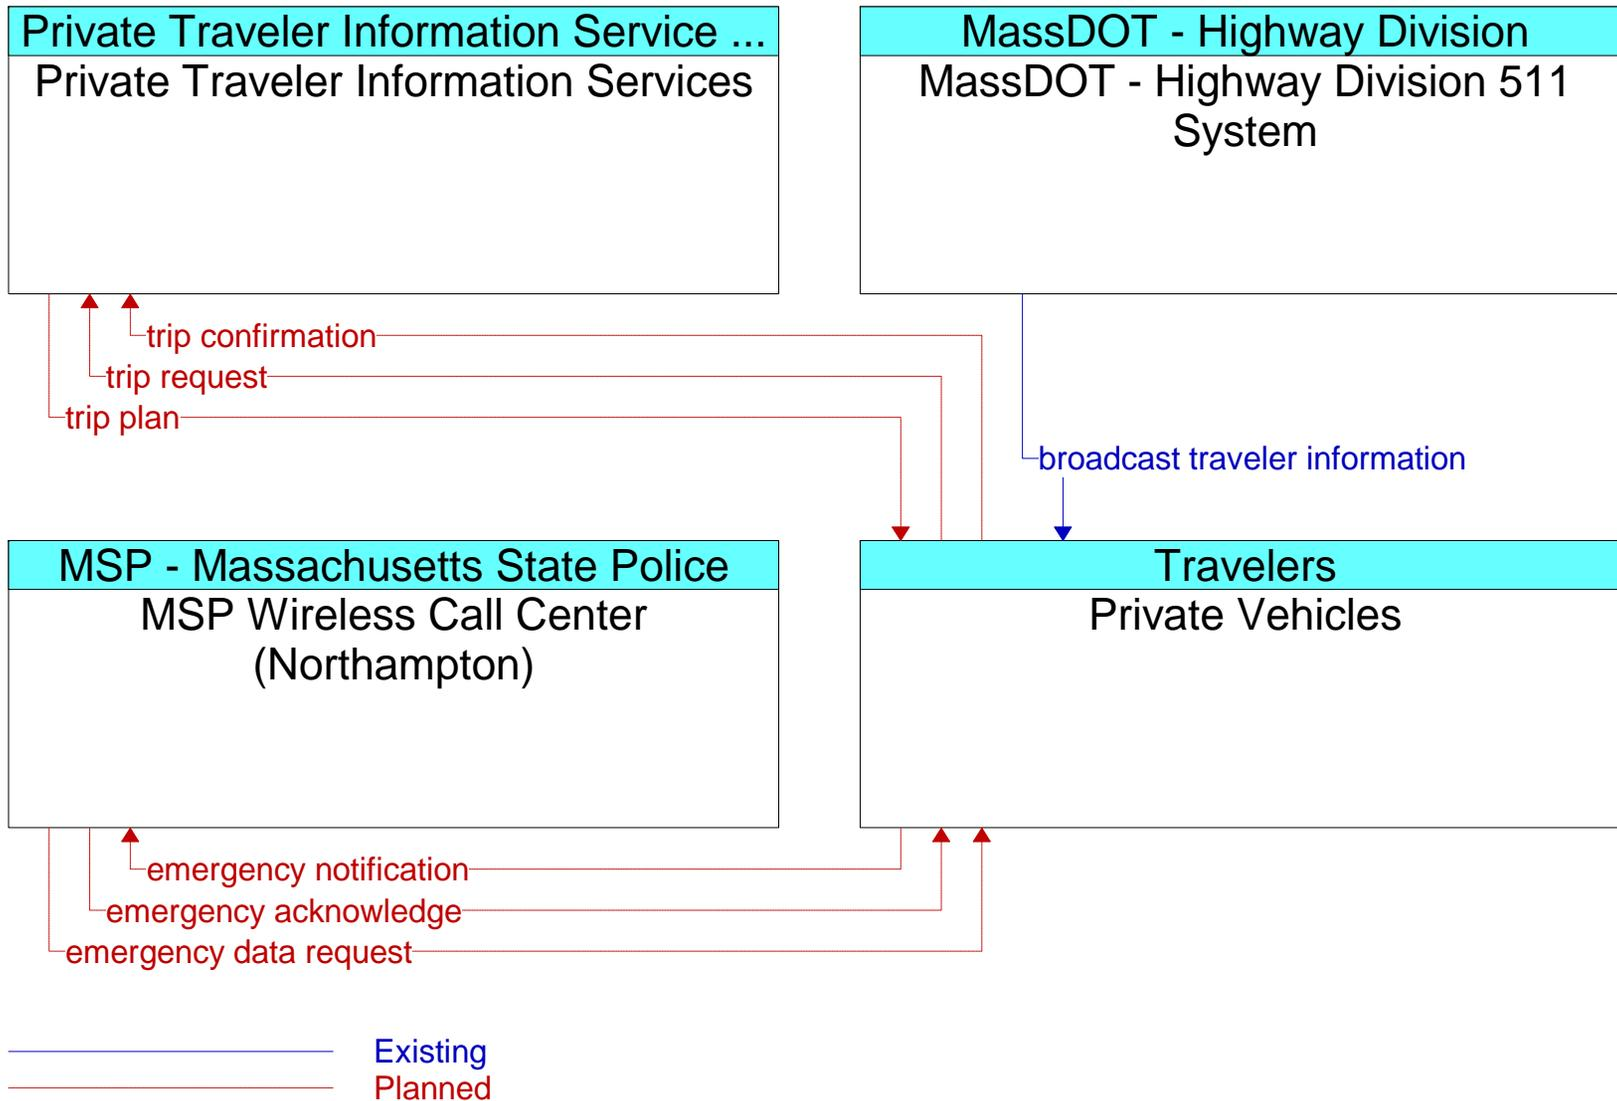 Private Traveler Information Service ...
Private Traveler Information Services
MassDOT - Highway Division
MassDOT - Highway Division 511
System
trip confirmation
trip request
trip plan
broadcast traveler information
MSP - Massachusetts State Police
MSP Wireless Call Center
(Northampton)
Travelers
Private Vehicles
emergency notification
emergency acknowledge
emergency data request
Existing
Planned